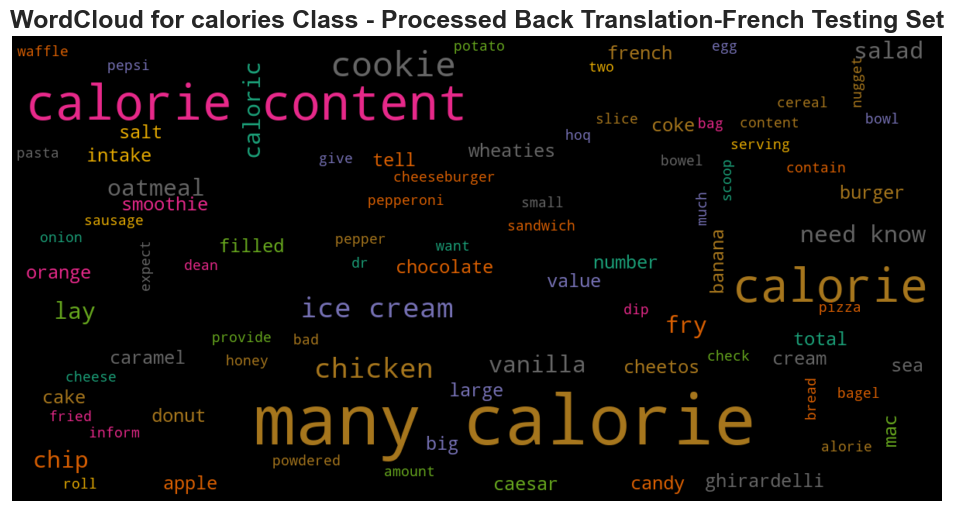 WordCloud for calories Class - Processed Back Translation-French Testing Set
waffle
pepsi
caloric
cookie
potato
french
two
egg
salad
nugget
calorie content
salt
intake
pasta
oatmeal
smoothie
sausage
give
tell
cheeseburger
pepperoni
wheaties
hoq
slice
coke
bag
content
cereal
bowl
serving
bowel
scoop
contain
burger
much
small
sandwich
onion
expect
orange
dean
filled
pepper
dr
want
chocolate
number
value
banana
need know
calorie
pizza
lay
ice cream
dip
fry
total
provide
bad
honey
caramel
cheese
cake
fried
inform
donut
chicken
vanilla
large
cheetos
check
cream
sea
bread
bagel
many calorie
big
mac
alorie
chip
roll
apple
powdered
amount
caesar
candy
ghirardelli